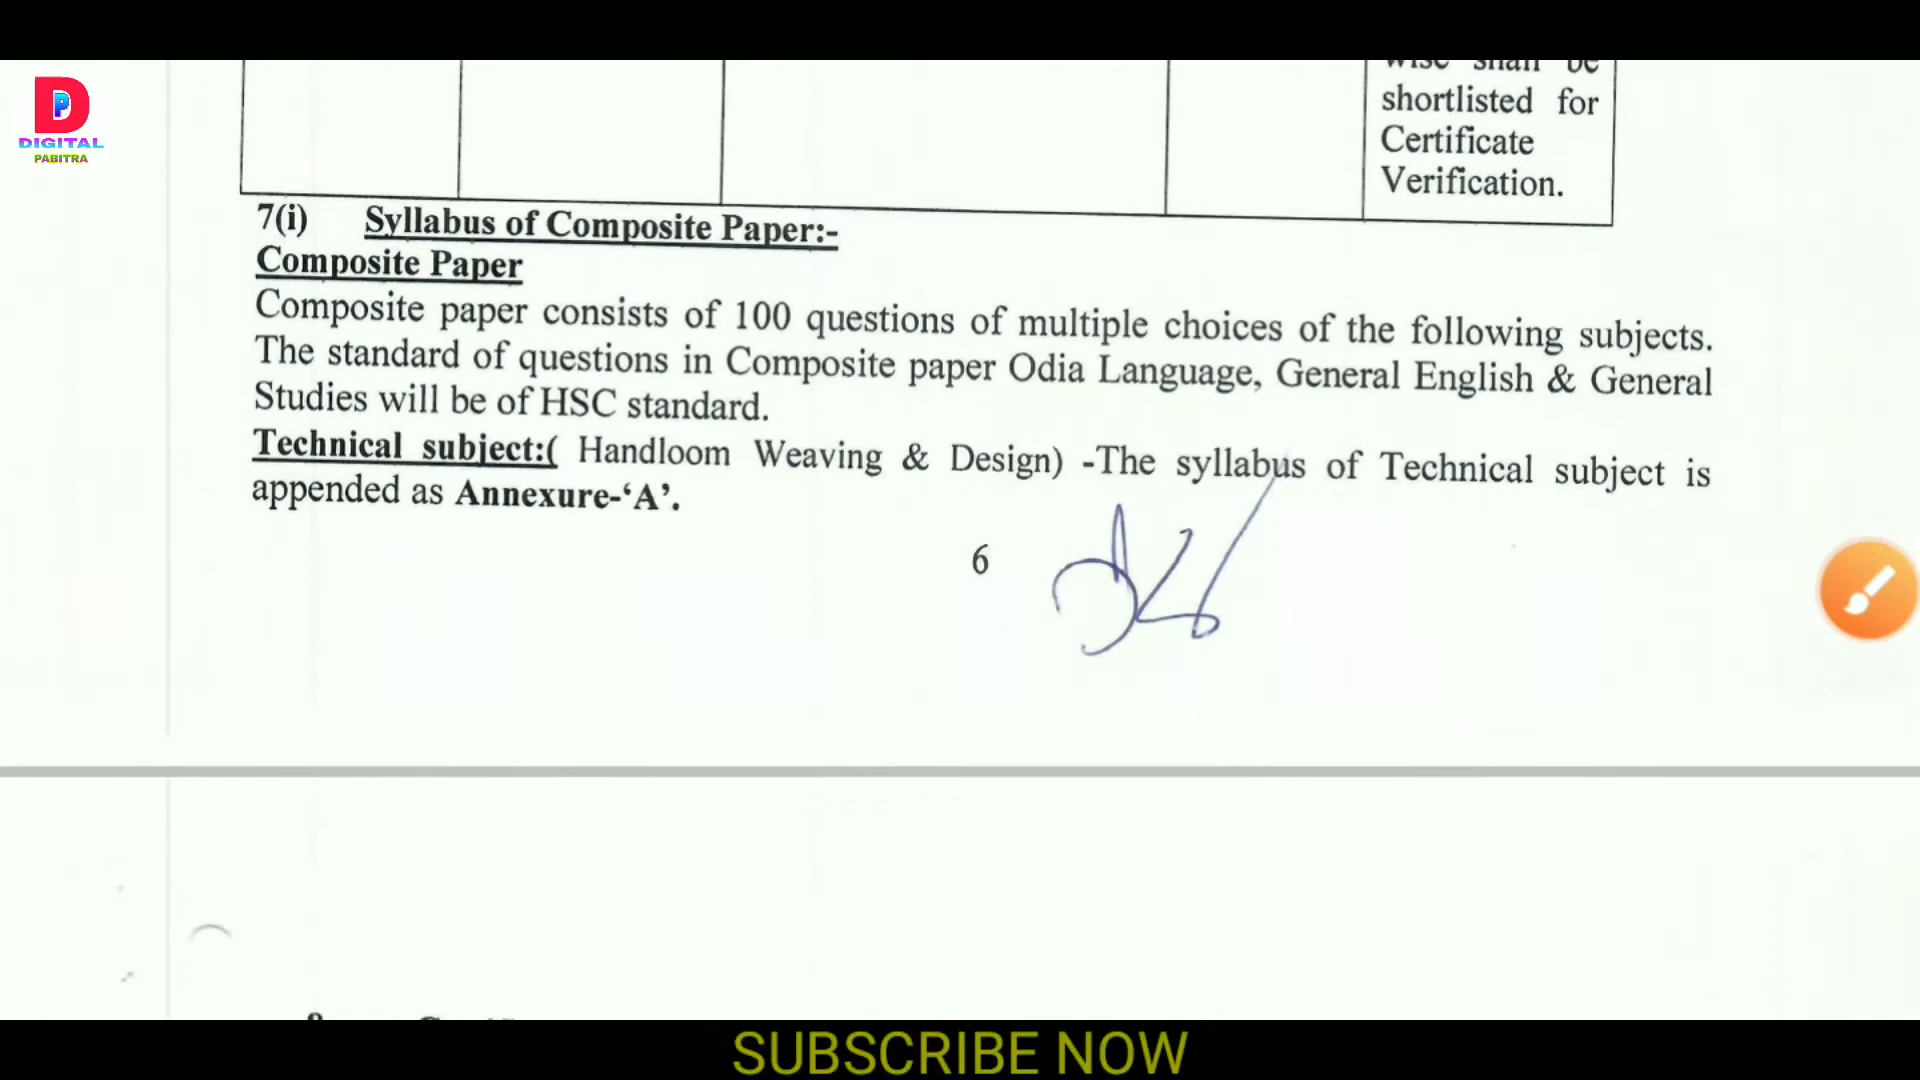 wise shall be
shortlisted for
Certificate
Verification.
D
P
DIGITAL
PABITRA
7(i) Syllabus of Composite Paper:-
Composite Paper
Composite paper consists of 100 questions of multiple choices of the following subjects.
The standard of questions in Composite paper Odia Language, General English & General
Studies will be of HSC standard.
Technical subject:( Handloom Weaving & Design) -The syllabus of Technical subject is
appended as Annexure-‘A’.
6
SUBSCRIBE NOW